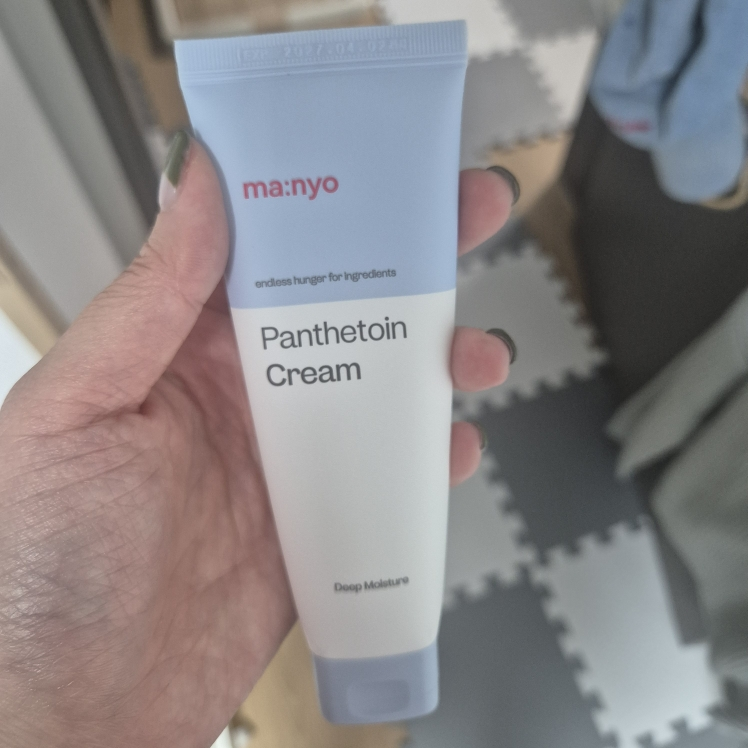 ma:nyo
endless hunger for ingredients
Panthetoin
Cream
Deep Moisture